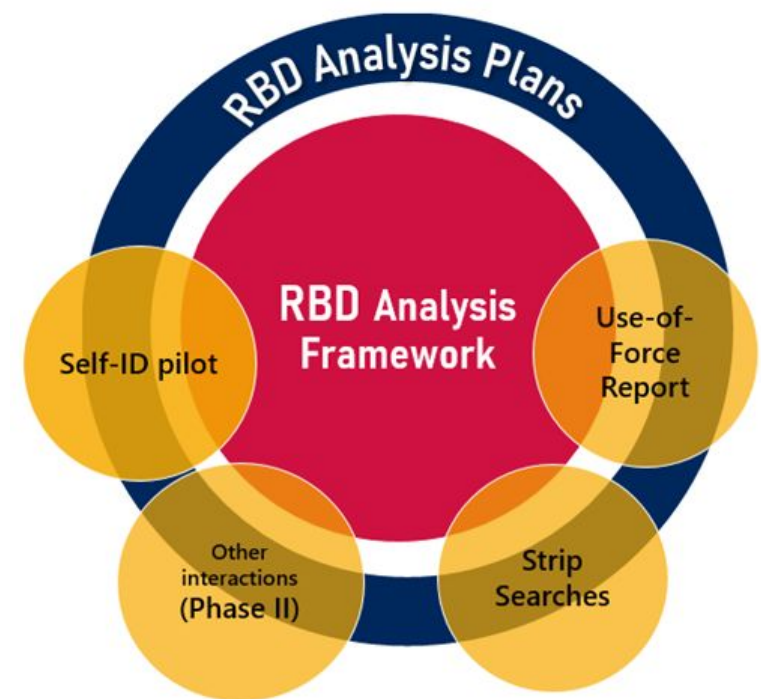 RBD Analysis Plans
RBD Analysis
Framework
Self-ID pilot
Use-of-
Force
Report
Other
interactions
(Phase II)
Strip
Searches